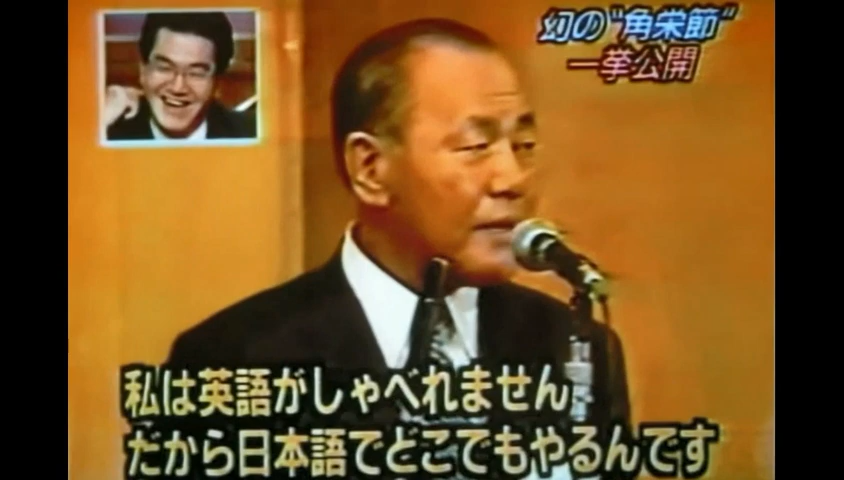 幻の"角栄節"
一挙公開
私は英語がしゃべれません
だから日本語でどこでもやるんです